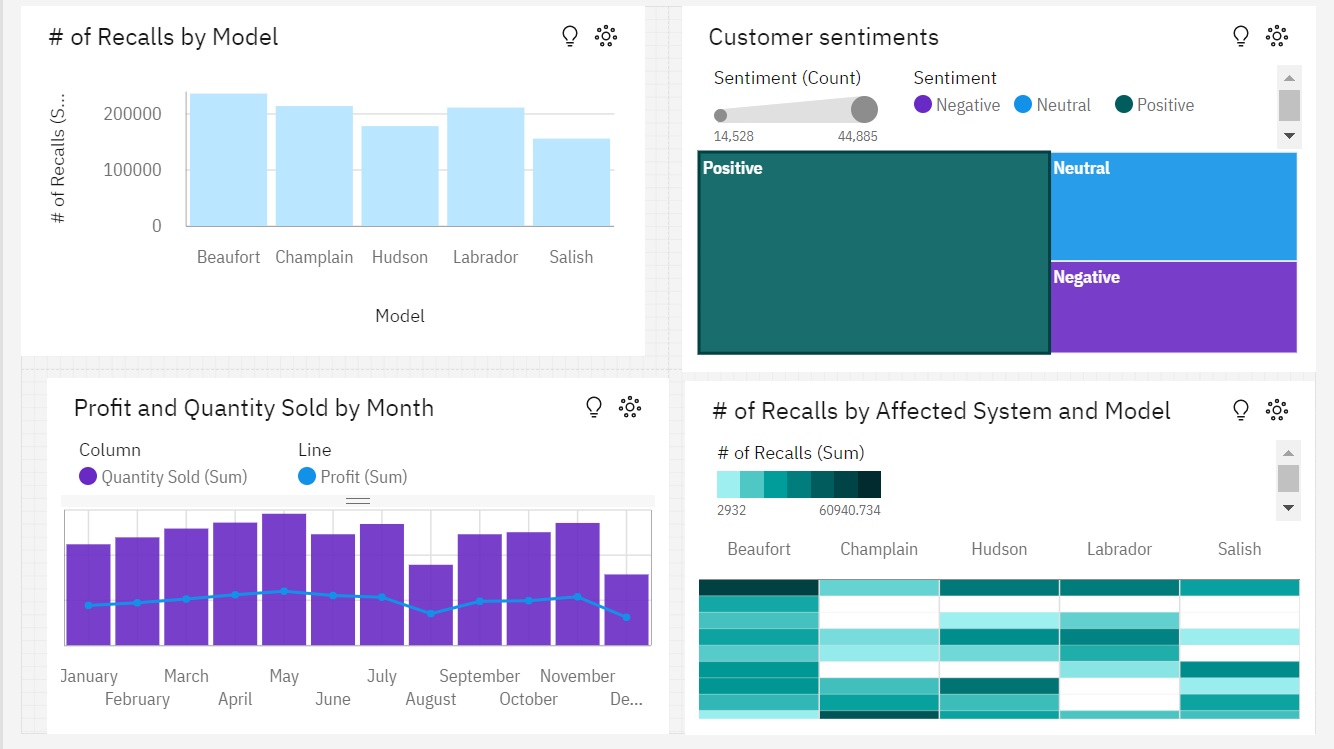 # of Recalls by Model
# of Recalls (S...
200000
100000
0
Beaufort Champlain Hudson Labrador Salish
Model
Customer sentiments
Sentiment (Count) Sentiment
Negative Neutral Positive
14,528 44,885
Positive
Neutral
Negative
Profit and Quantity Sold by Month
Column Line
Quantity Sold (Sum) Profit (Sum)
January March May July September November
February April June August October De...
# of Recalls by Affected System and Model
# of Recalls (Sum)
2932 60940.734
Beaufort Champlain Hudson Labrador Salish